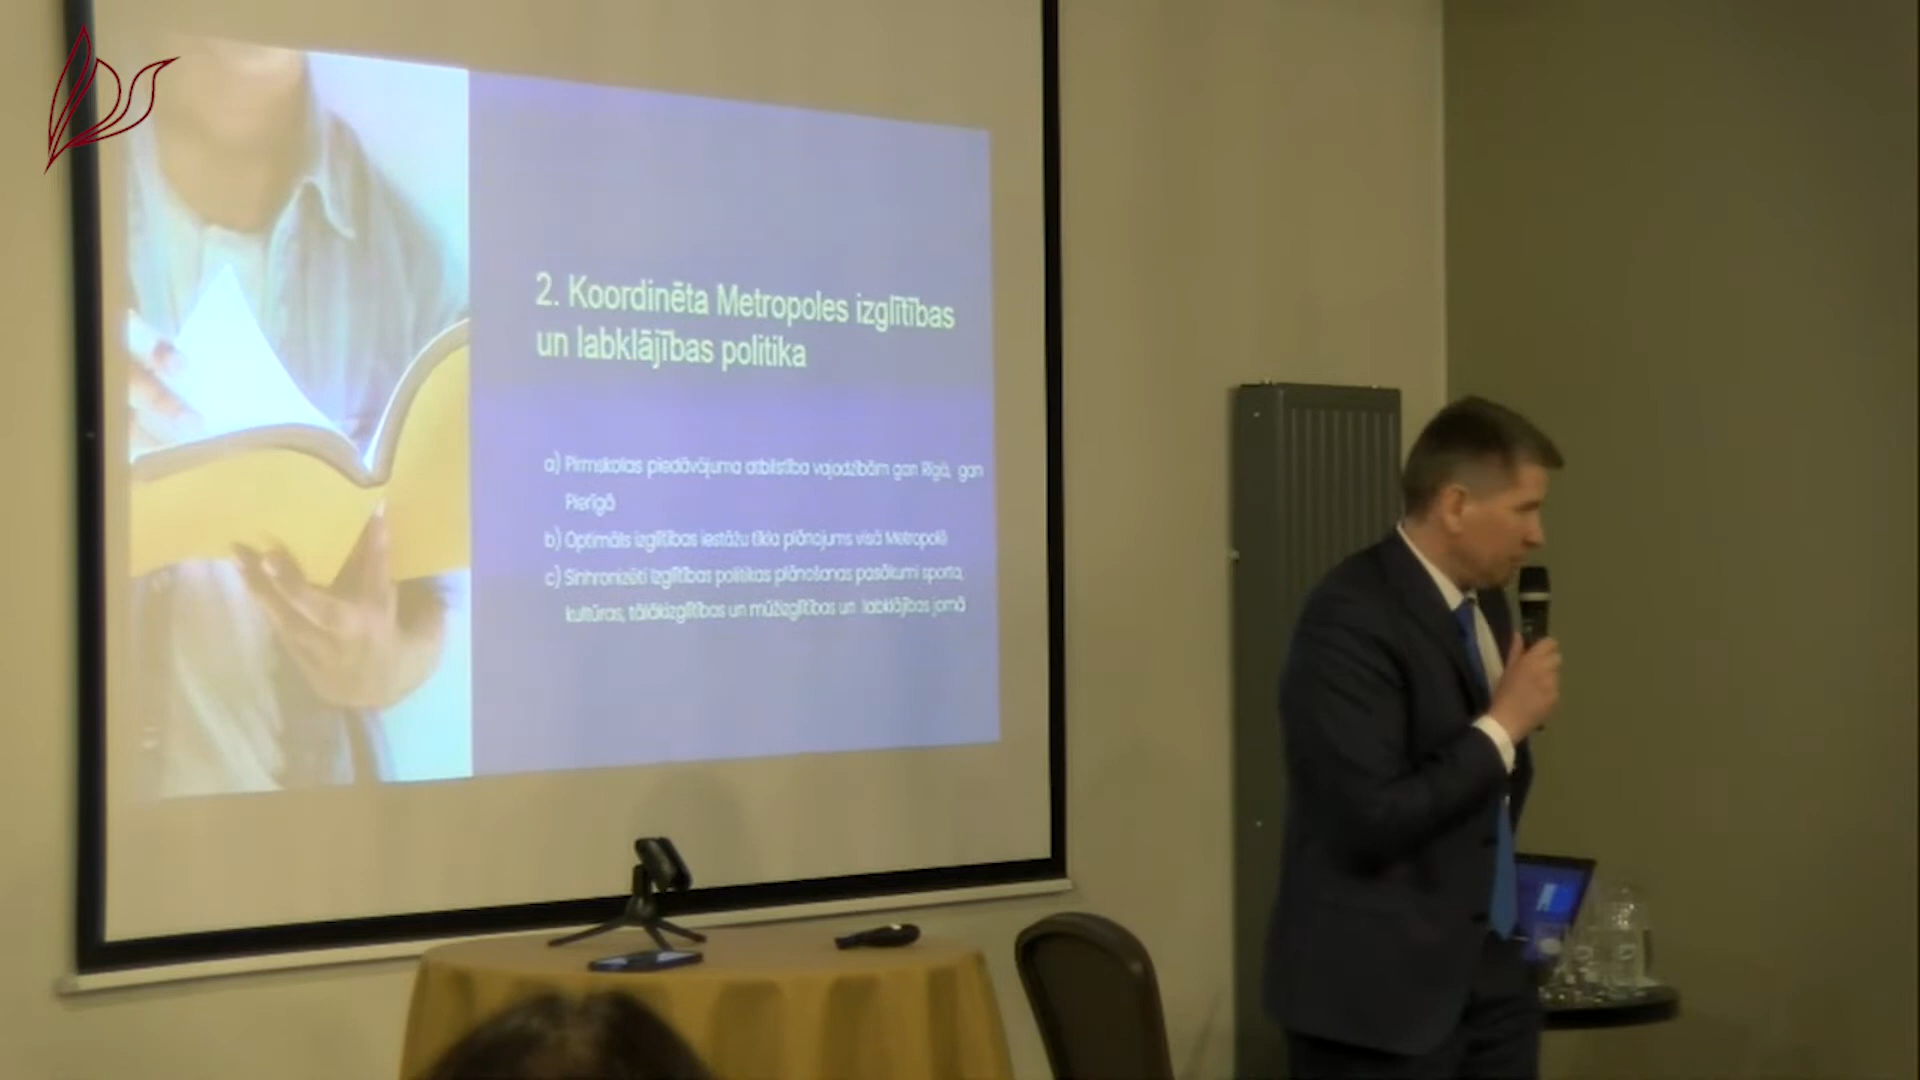 2. Koordinēta Metropoles izglītības
un labklājības politika
a) Pirmskolas piedāvājuma atbilstība vajadzībām gan Rīgā, gan
Pierīgā
b) Optimāls izglītības iestāžu tīkla plānojums visā Metropolē
c) Sinhronizēti izglītības politikas plānošanas pasākumi sporta,
kultūras, tālākizglītības un mūžizglītības un labklājības jomā